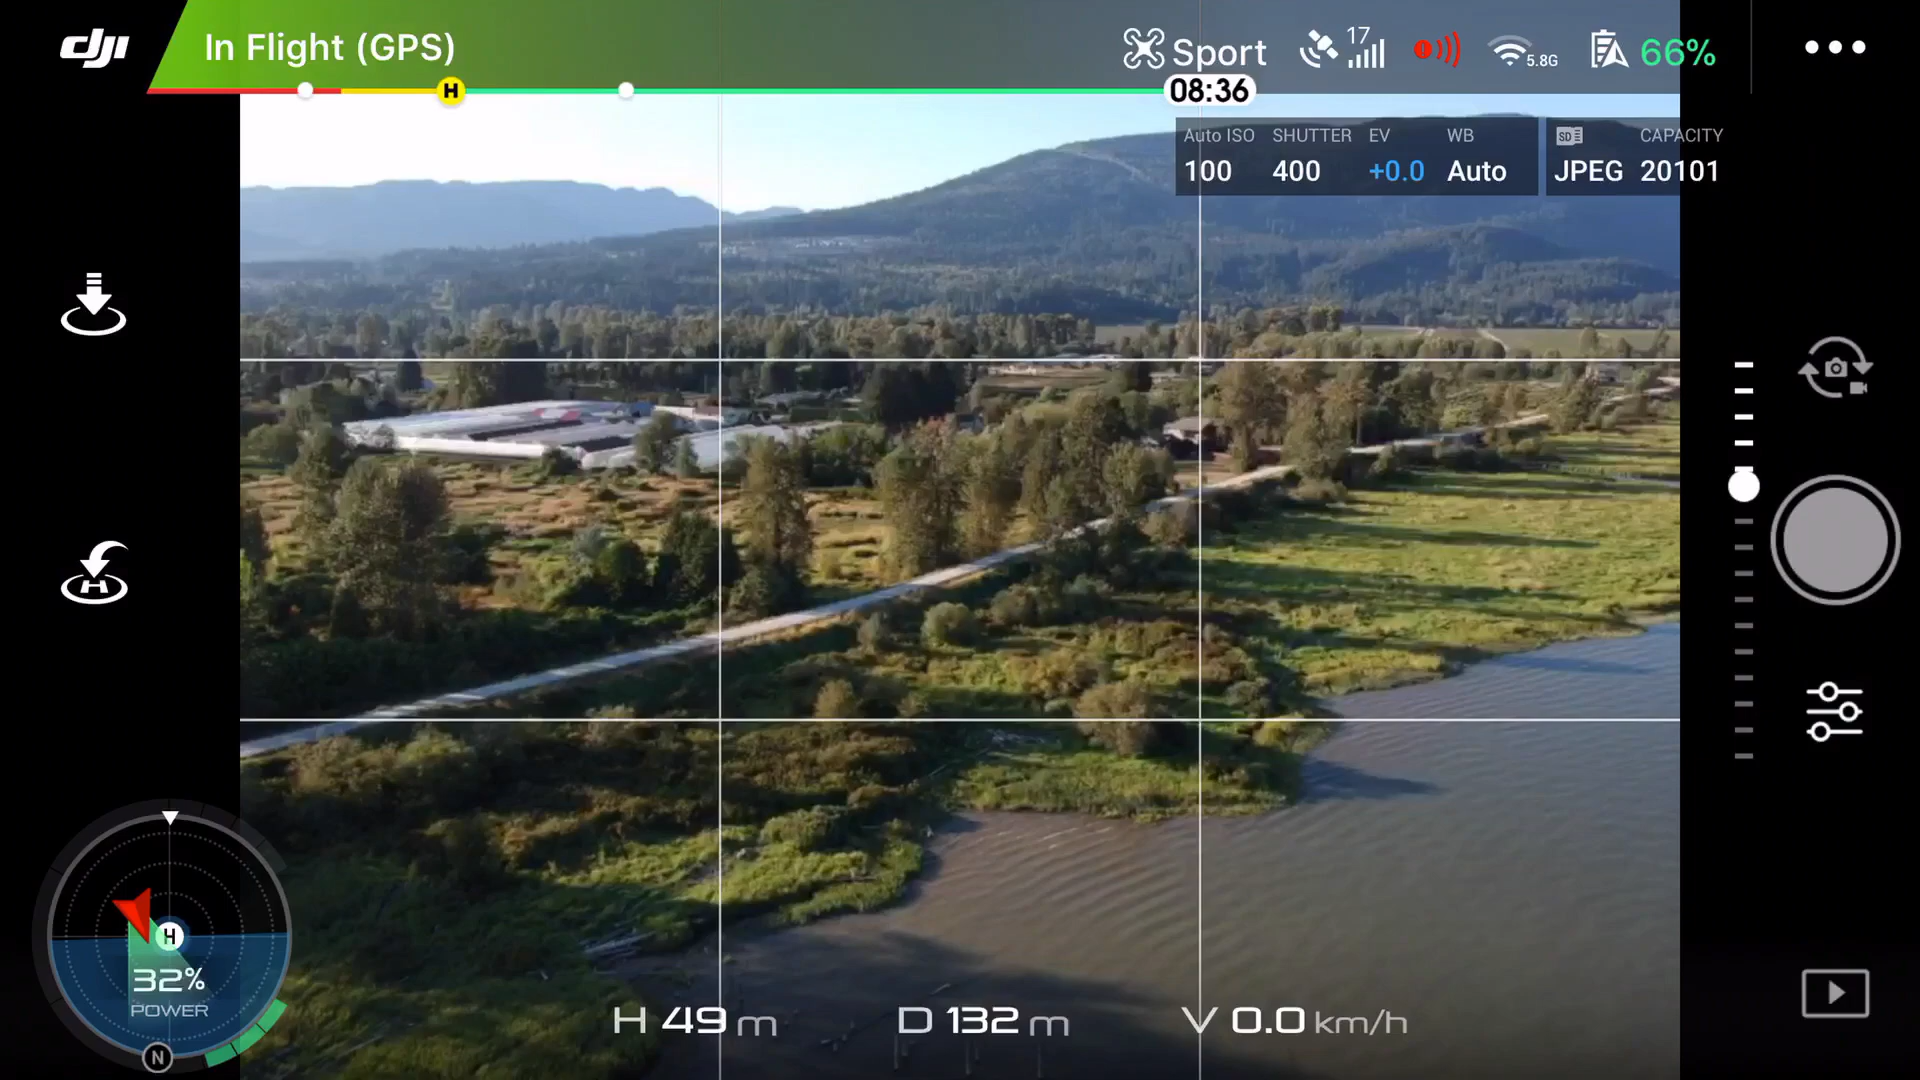 dji In Flight (GPS) Sport 17 5.8G 66%
H 08:36
Auto ISO SHUTTER EV WB SD CAPACITY
100 400 +0.0 Auto JPEG 20101
H
H
32%
POWER
N
H 49 m D 132 m V 0.0 km/h